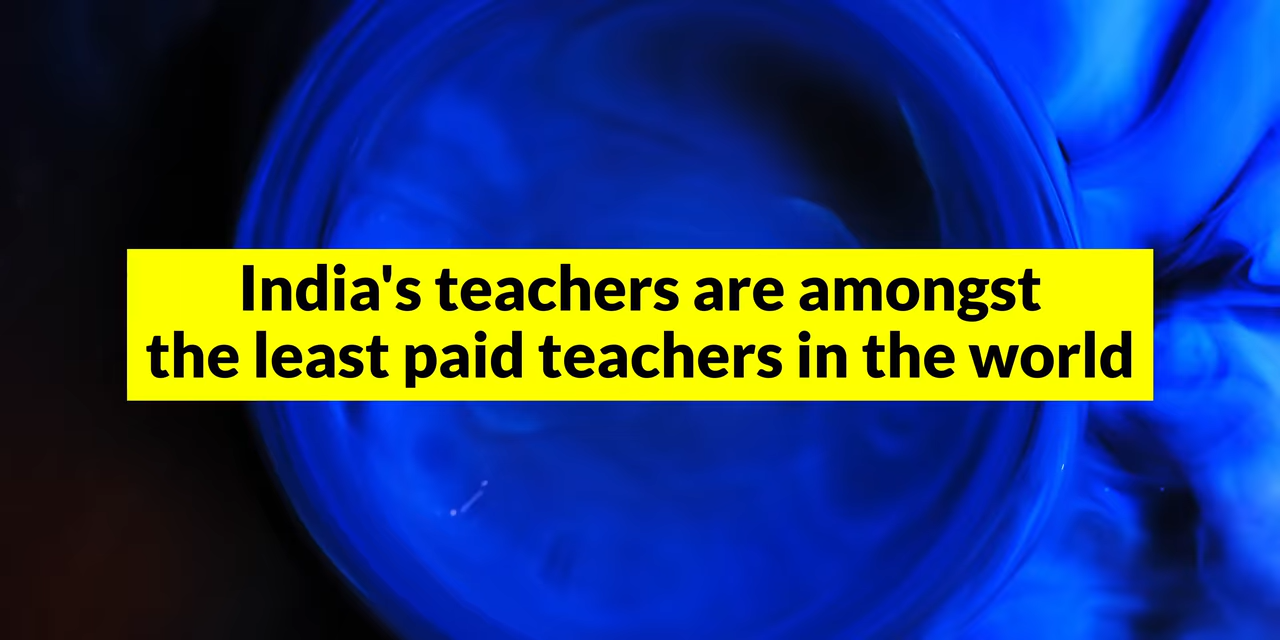 India's teachers are amongst
the least paid teachers in the world